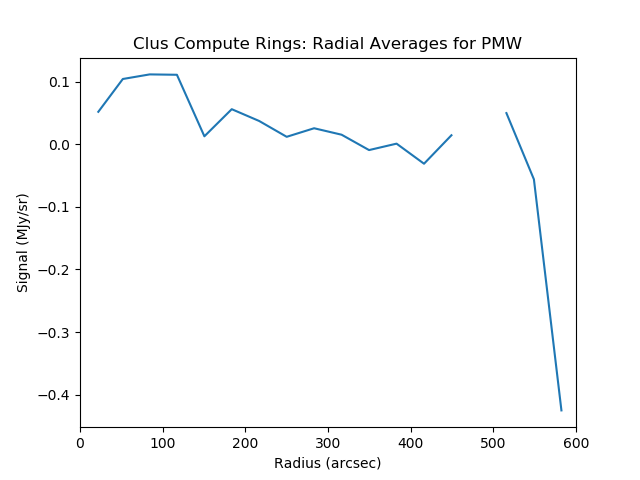 Clus Compute Rings: Radial Averages for PMW
0.1
0.0
−0.1
−0.2
−0.3
−0.4
Signal (MJy/sr)
0 100 200 300 400 500 600
Radius (arcsec)